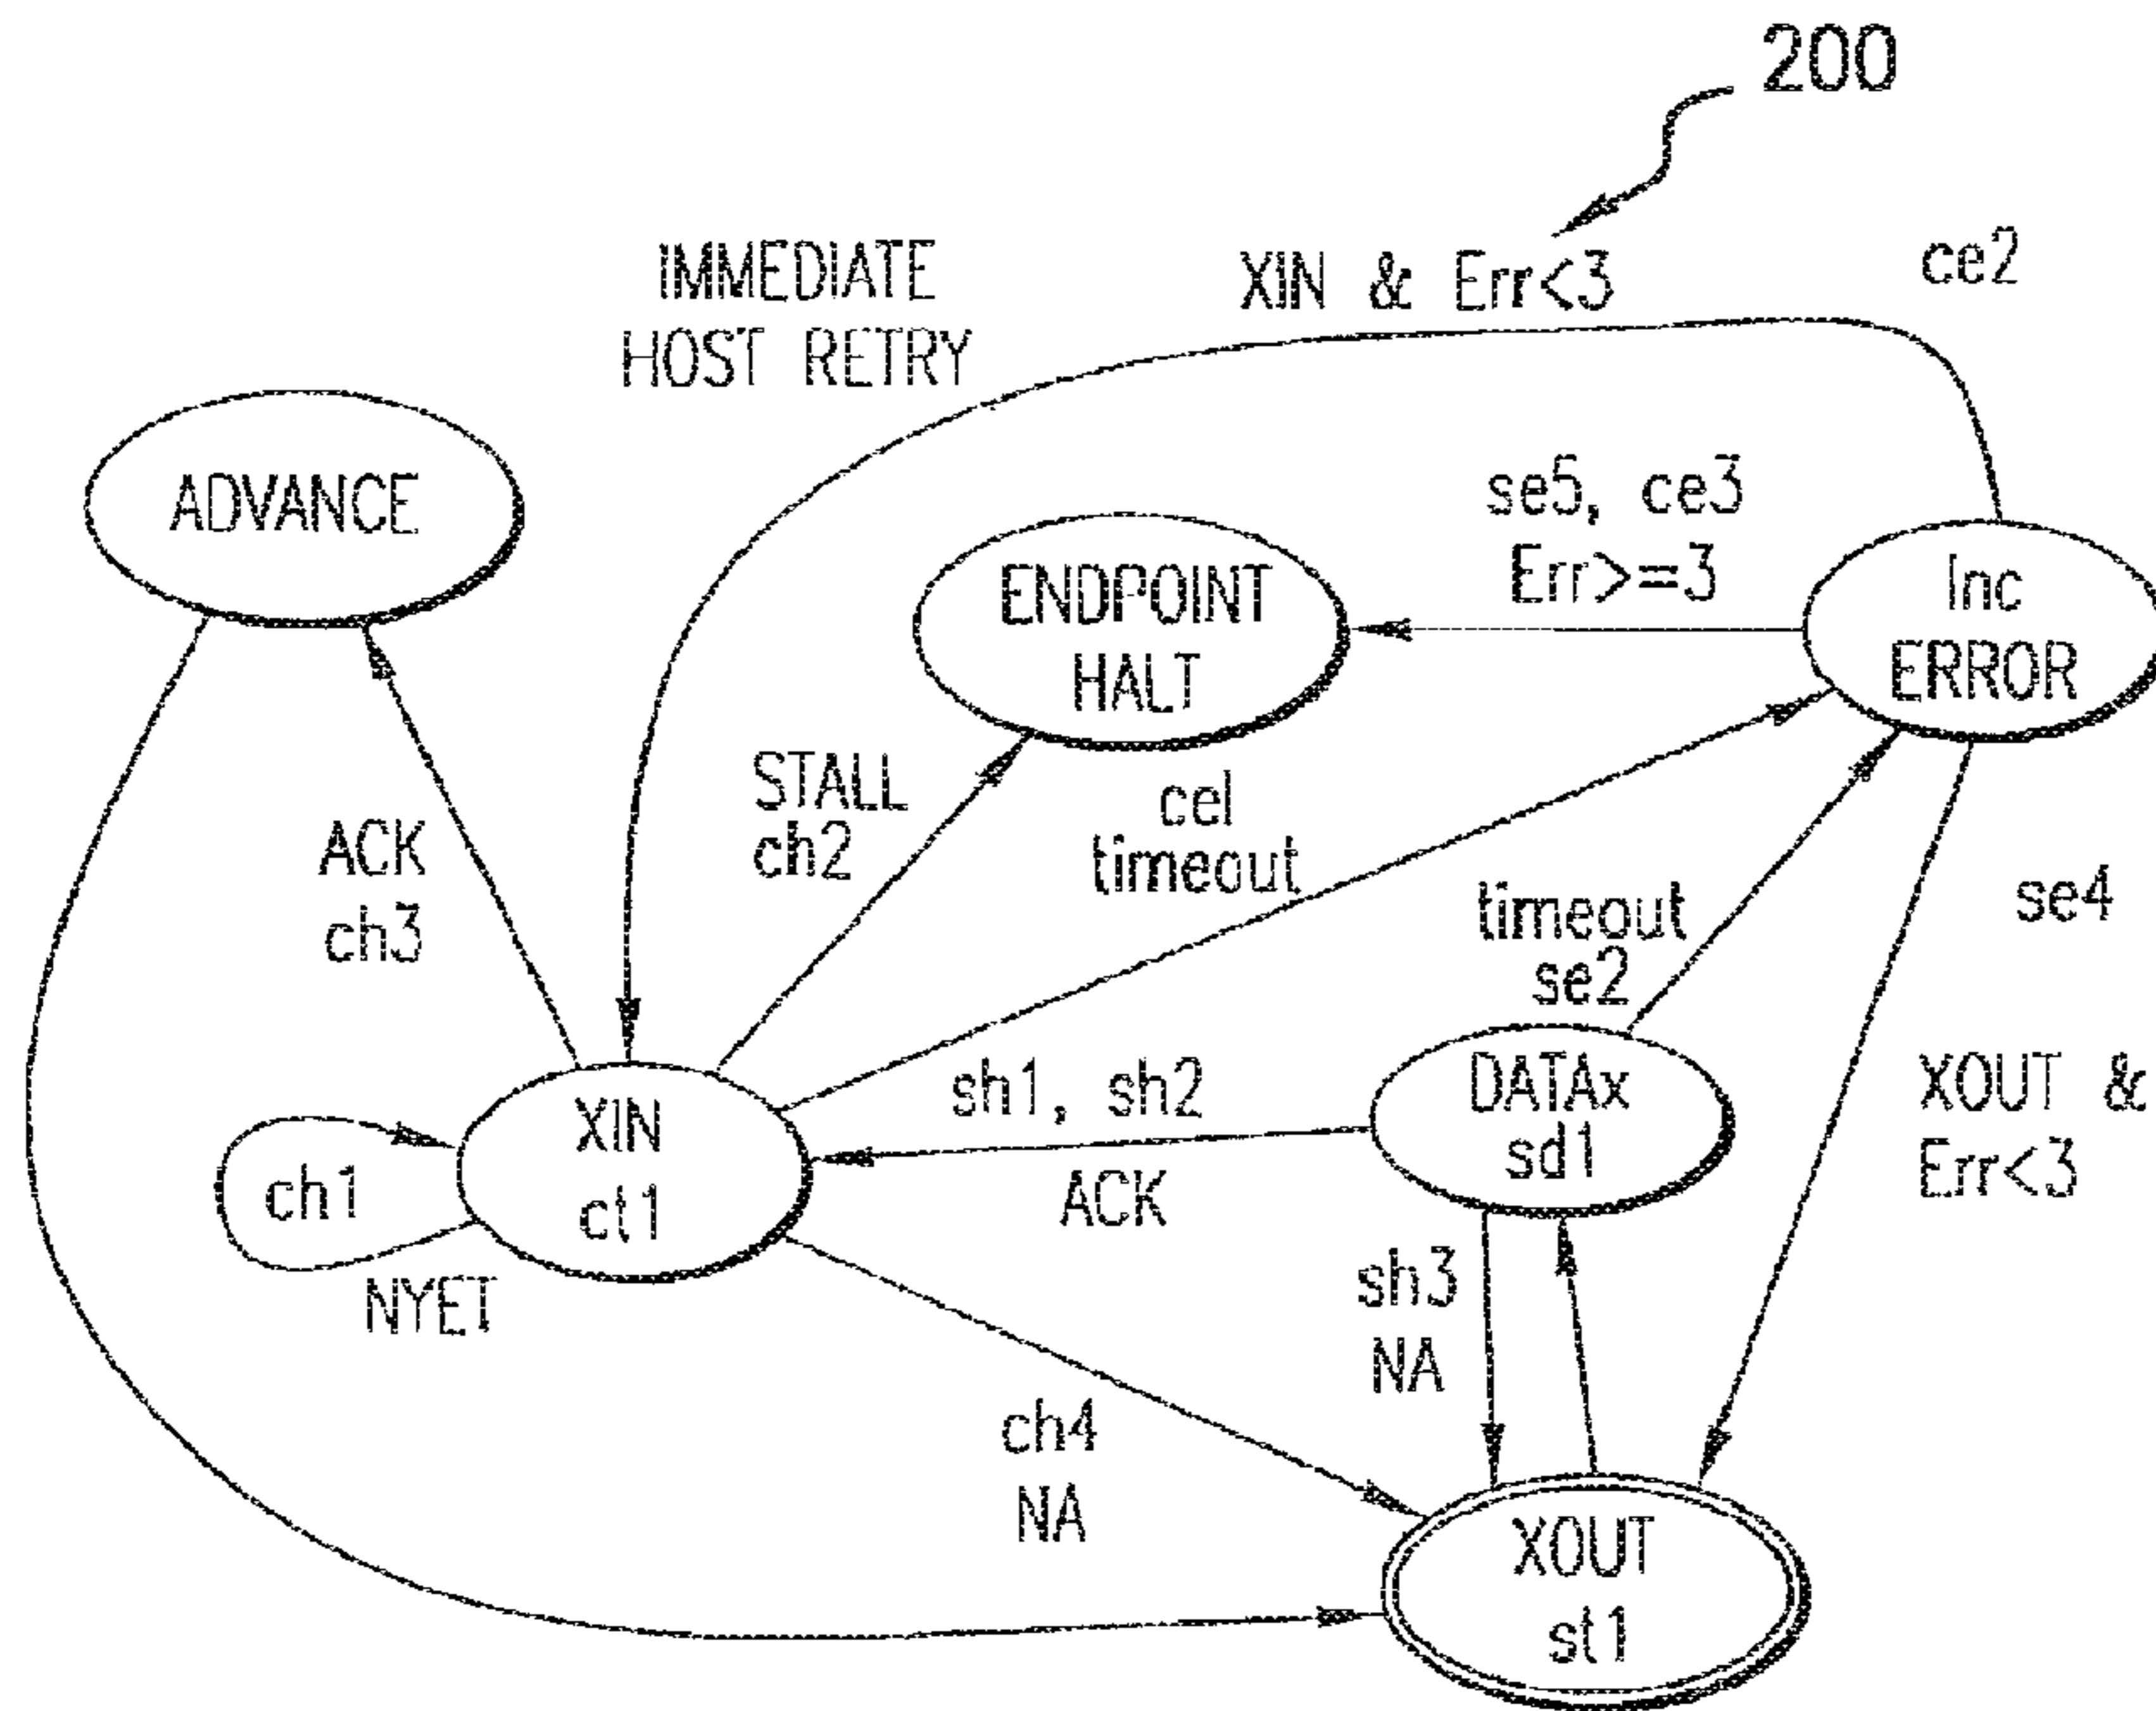 200
IMMEDIATE
HOST RETRY
XIN & Err<3
ce2
ADVANCE
se5, ce3
Err>=3
ENDPOINT
HALT
Inc
ERROR
STALL
ch2
cel
timeout
ACK
ch3
timeout
se2
se4
sh1, sh2
ACK
DATAx
sd1
XOUT &
Err<3
XIN
ct1
ch1
NYET
sh3
NA
ch4
NA
XOUT
st1